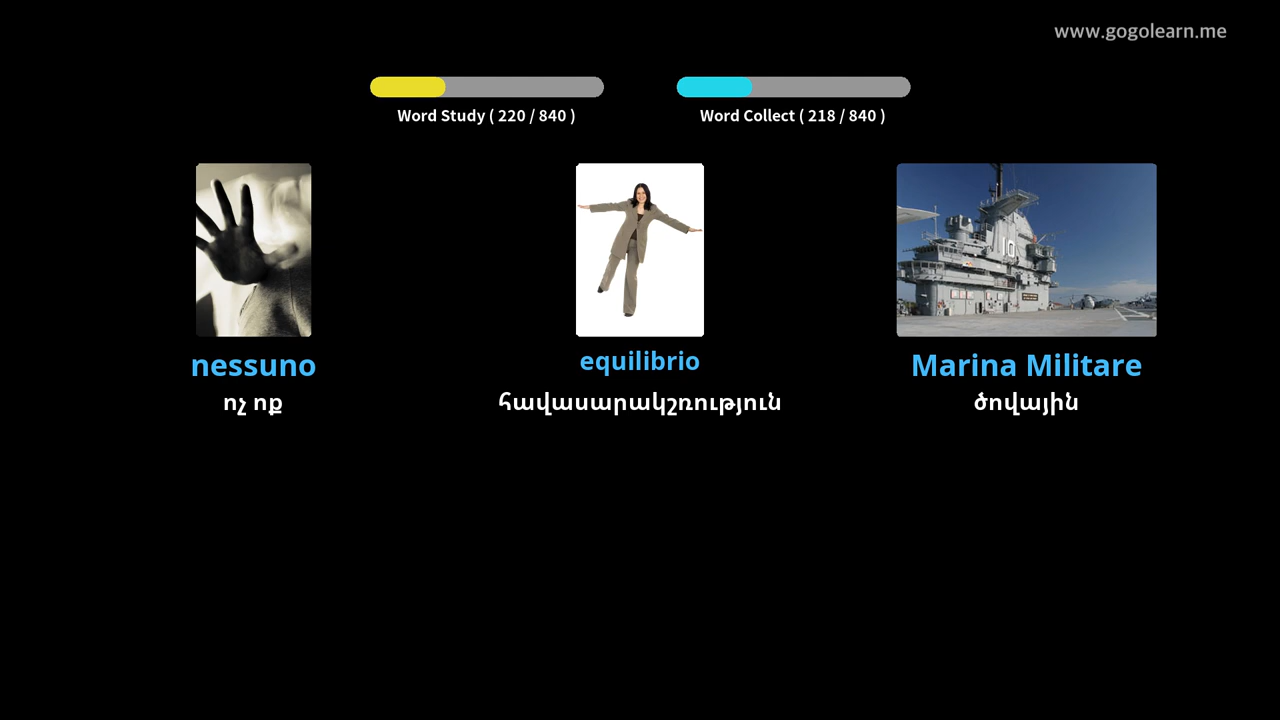 www.gogolearn.me
Word Study ( 220 / 840 )
Word Collect ( 218 / 840 )
10
nessuno
equilibrio
Marina Militare
ոչ ոք
հավասարակշռություն
ծովային